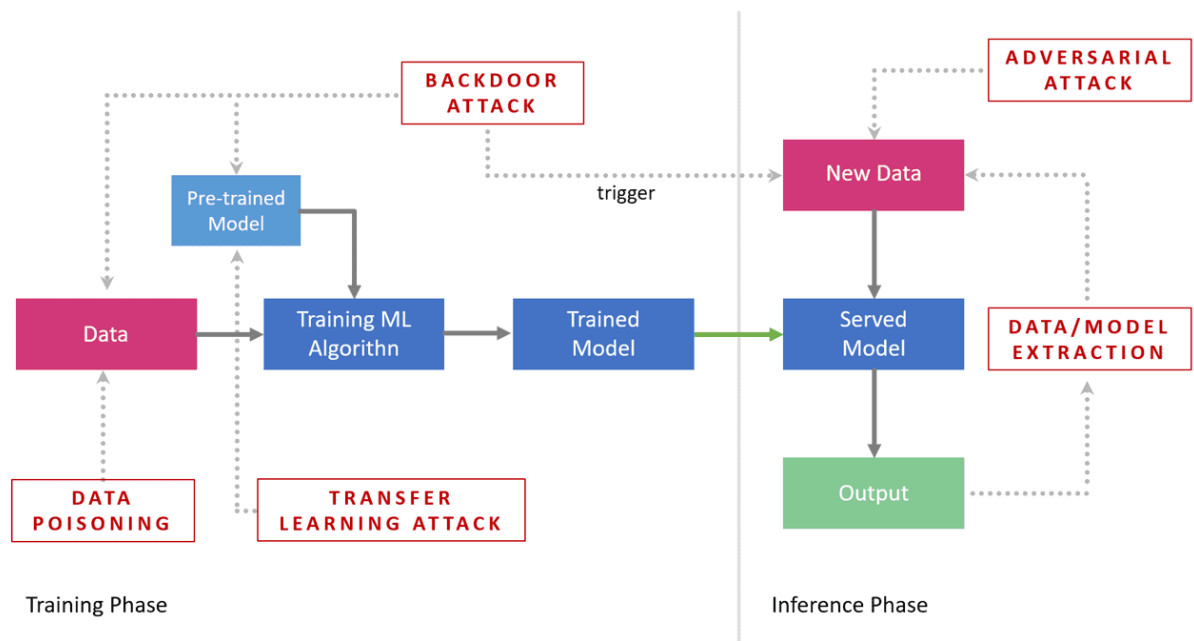 BACKDOOR
ATTACK
ADVERSARIAL
ATTACK
Pre-trained
Model
trigger
New Data
Data
Training ML
Algorithn
Trained
Model
Served
Model
DATA/MODEL
EXTRACTION
DATA
POISONING
TRANSFER
LEARNING ATTACK
Output
Training Phase
Inference Phase